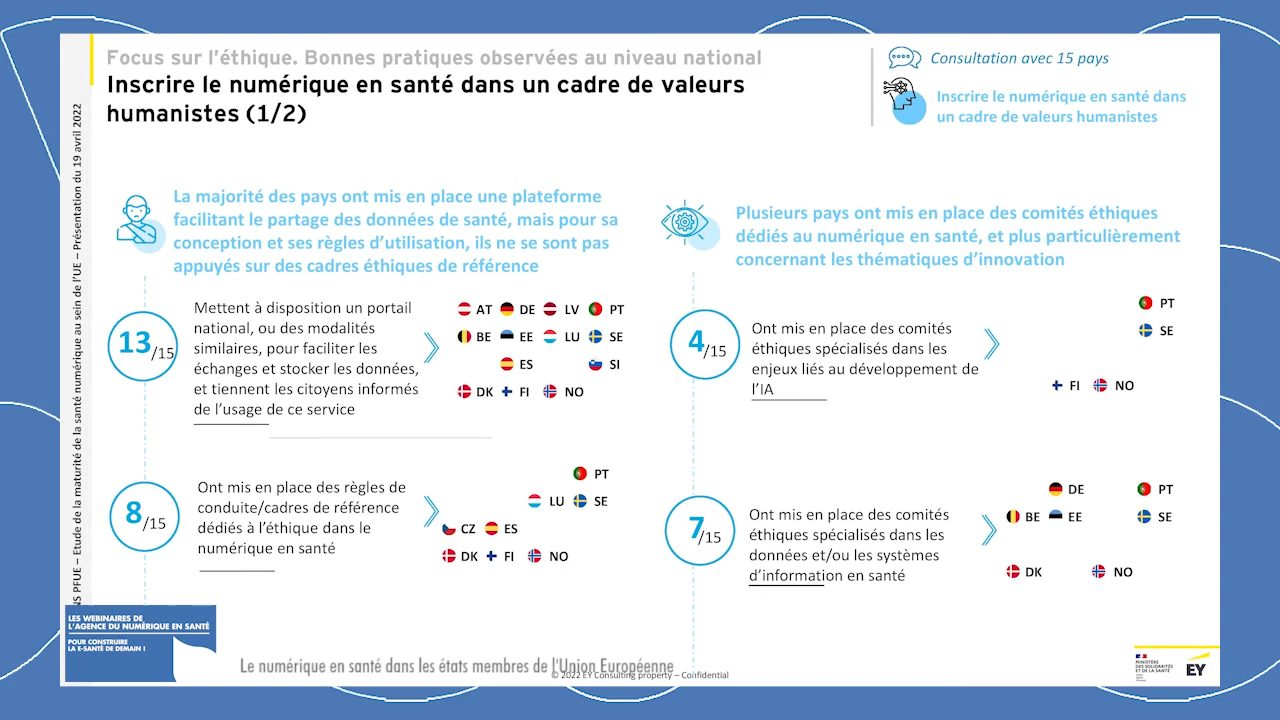 Focus sur l'éthique. Bonnes pratiques observées au niveau national
Inscrire le numérique en santé dans un cadre de valeurs
humanistes (1/2)
Consultation avec 15 pays
Inscrire le numérique en santé dans
un cadre de valeurs humanistes
NS PFUE – Etude de la maturité de la santé numérique au sein de l'UE – Présentation du 19 avril 2022
La majorité des pays ont mis en place une plateforme
facilitant le partage des données de santé, mais pour sa
conception et ses règles d'utilisation, ils ne se sont pas
appuyés sur des cadres éthiques de référence
13/15
Mettent à disposition un portail
national, ou des modalités
similaires, pour faciliter les
échanges et stocker les données,
et tiennent les citoyens informés
de l'usage de ce service
AT DE LV PT
BE EE LU SE
ES SI
DK FI NO
8/15
Ont mis en place des règles de
conduite/cadres de référence
dédiés à l'éthique dans le
numérique en santé
PT
LU SE
CZ ES
DK FI NO
Plusieurs pays ont mis en place des comités éthiques
dédiés au numérique en santé, et plus particulièrement
concernant les thématiques d'innovation
4/15
Ont mis en place des comités
éthiques spécialisés dans les
enjeux liés au développement de
l'IA
PT
SE
FI NO
7/15
Ont mis en place des comités
éthiques spécialisés dans les
données et/ou les systèmes
d'information en santé
DE PT
BE EE SE
DK NO
LES WEBINAIRES DE
L'AGENCE DU NUMÉRIQUE EN SANTÉ
POUR CONSTRUIRE
LA E-SANTÉ DE DEMAIN !
Le numérique en santé dans les états membres de l'Union Européenne
© 2022 EY Consulting property – Confidential
MINISTÈRE
DES SOLIDARITÉS
ET DE LA SANTÉ
EY